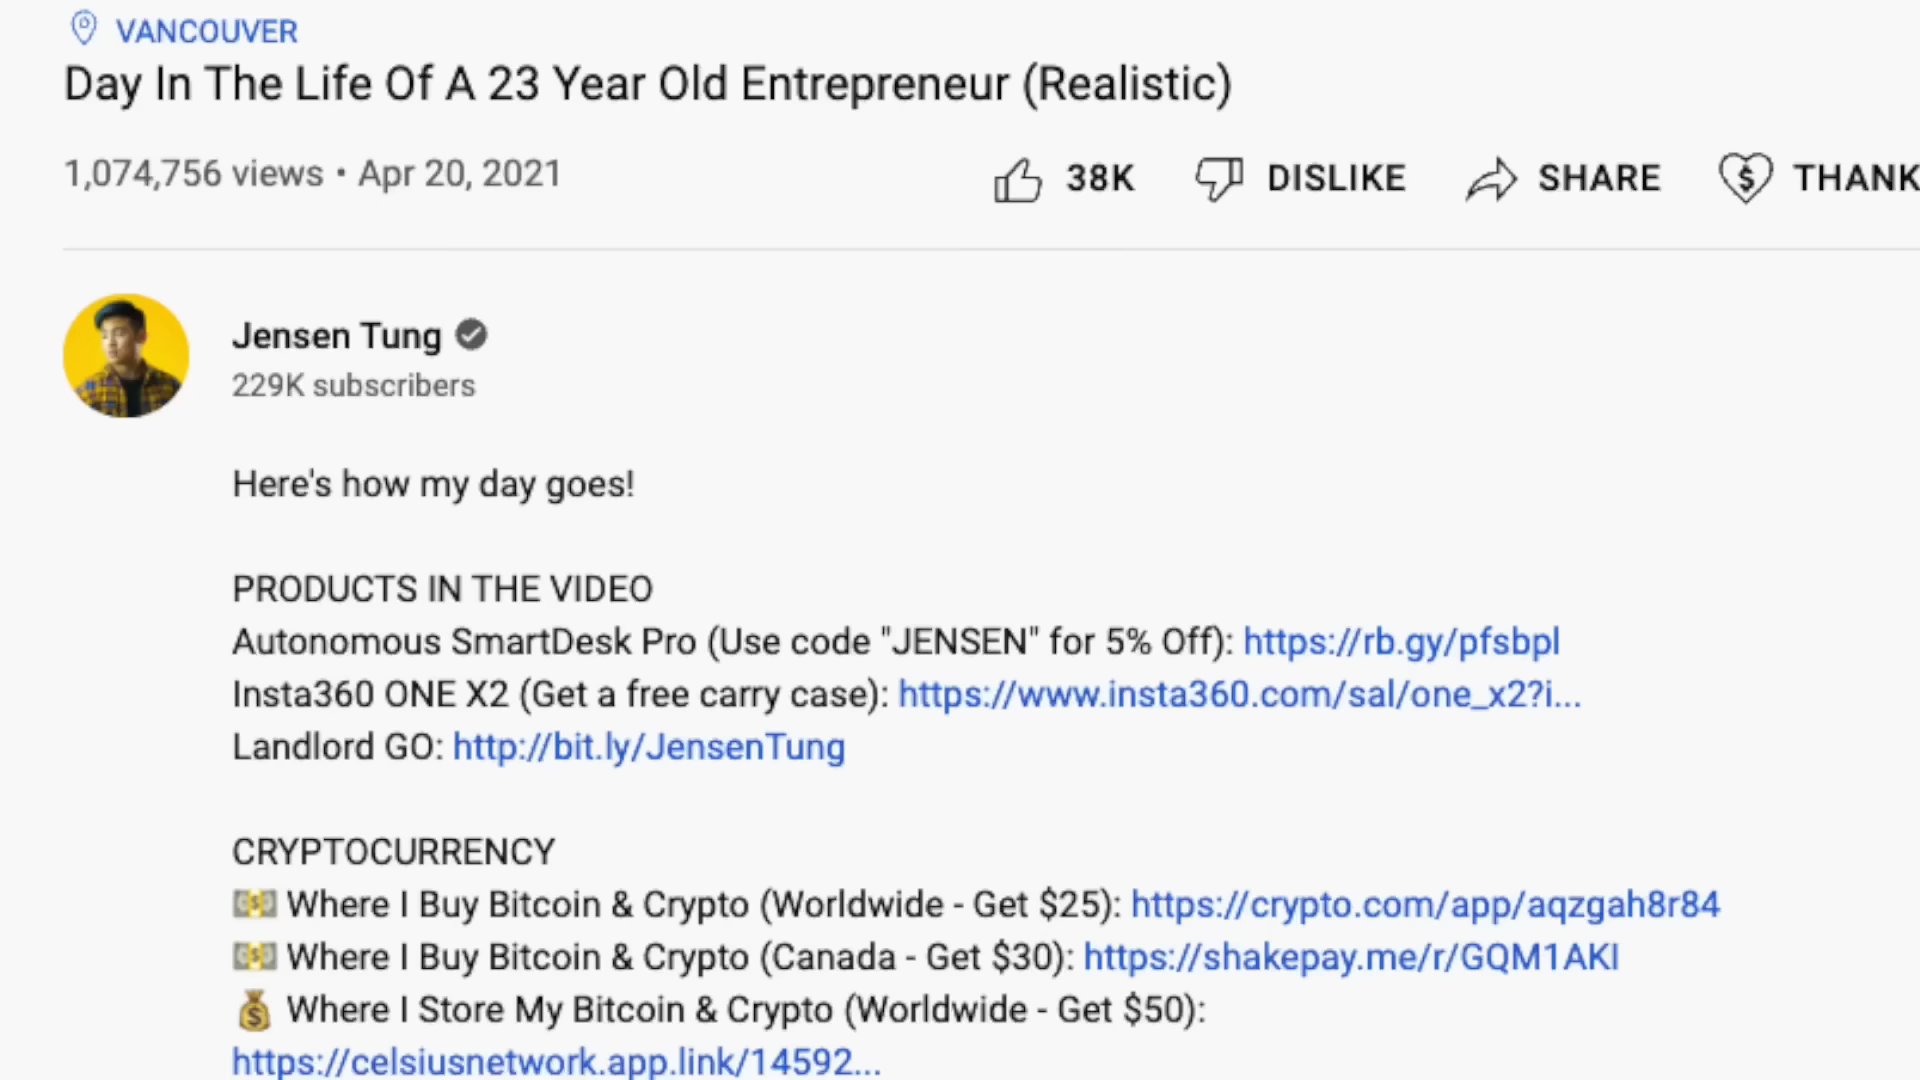 VANCOUVER
Day In The Life Of A 23 Year Old Entrepreneur (Realistic)
1,074,756 views • Apr 20, 2021
38K DISLIKE SHARE THANK
Jensen Tung
229K subscribers
Here's how my day goes!
PRODUCTS IN THE VIDEO
Autonomous SmartDesk Pro (Use code "JENSEN" for 5% Off): https://rb.gy/pfsbpl
Insta360 ONE X2 (Get a free carry case): https://www.insta360.com/sal/one_x2?i...
Landlord GO: http://bit.ly/JensenTung
CRYPTOCURRENCY
💵 Where I Buy Bitcoin & Crypto (Worldwide - Get $25): https://crypto.com/app/aqzgah8r84
💵 Where I Buy Bitcoin & Crypto (Canada - Get $30): https://shakepay.me/r/GQM1AKI
💰 Where I Store My Bitcoin & Crypto (Worldwide - Get $50):
https://celsiusnetwork.app.link/14592...